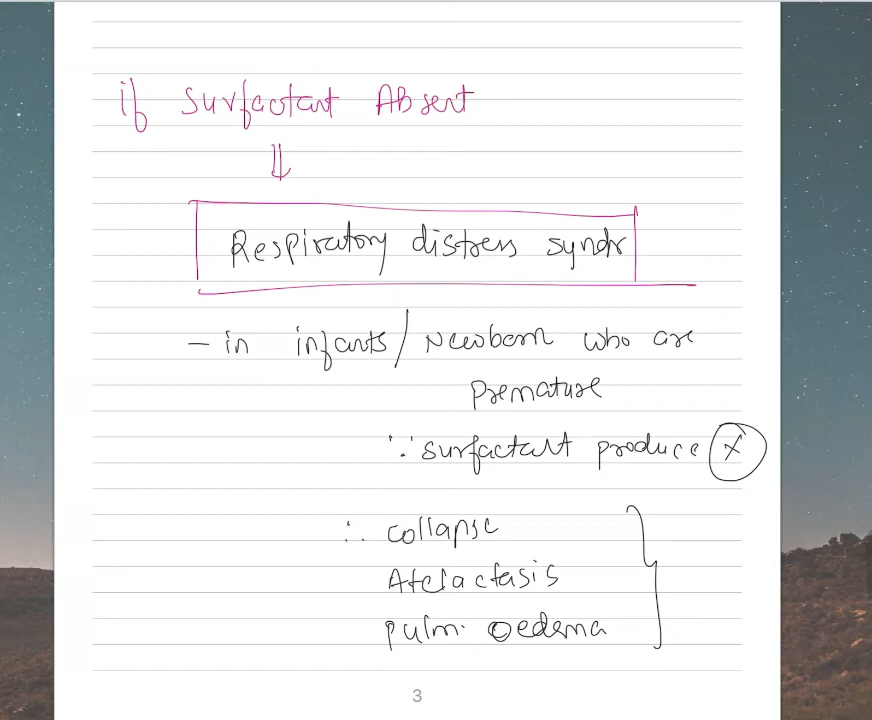 if surfactant Absent
⇓
Respiratory distress syndr
- in infants/Newborn who are
premature
∵ surfactant produce X
∴ collapse
Atelactasis
pulm. oedema
3